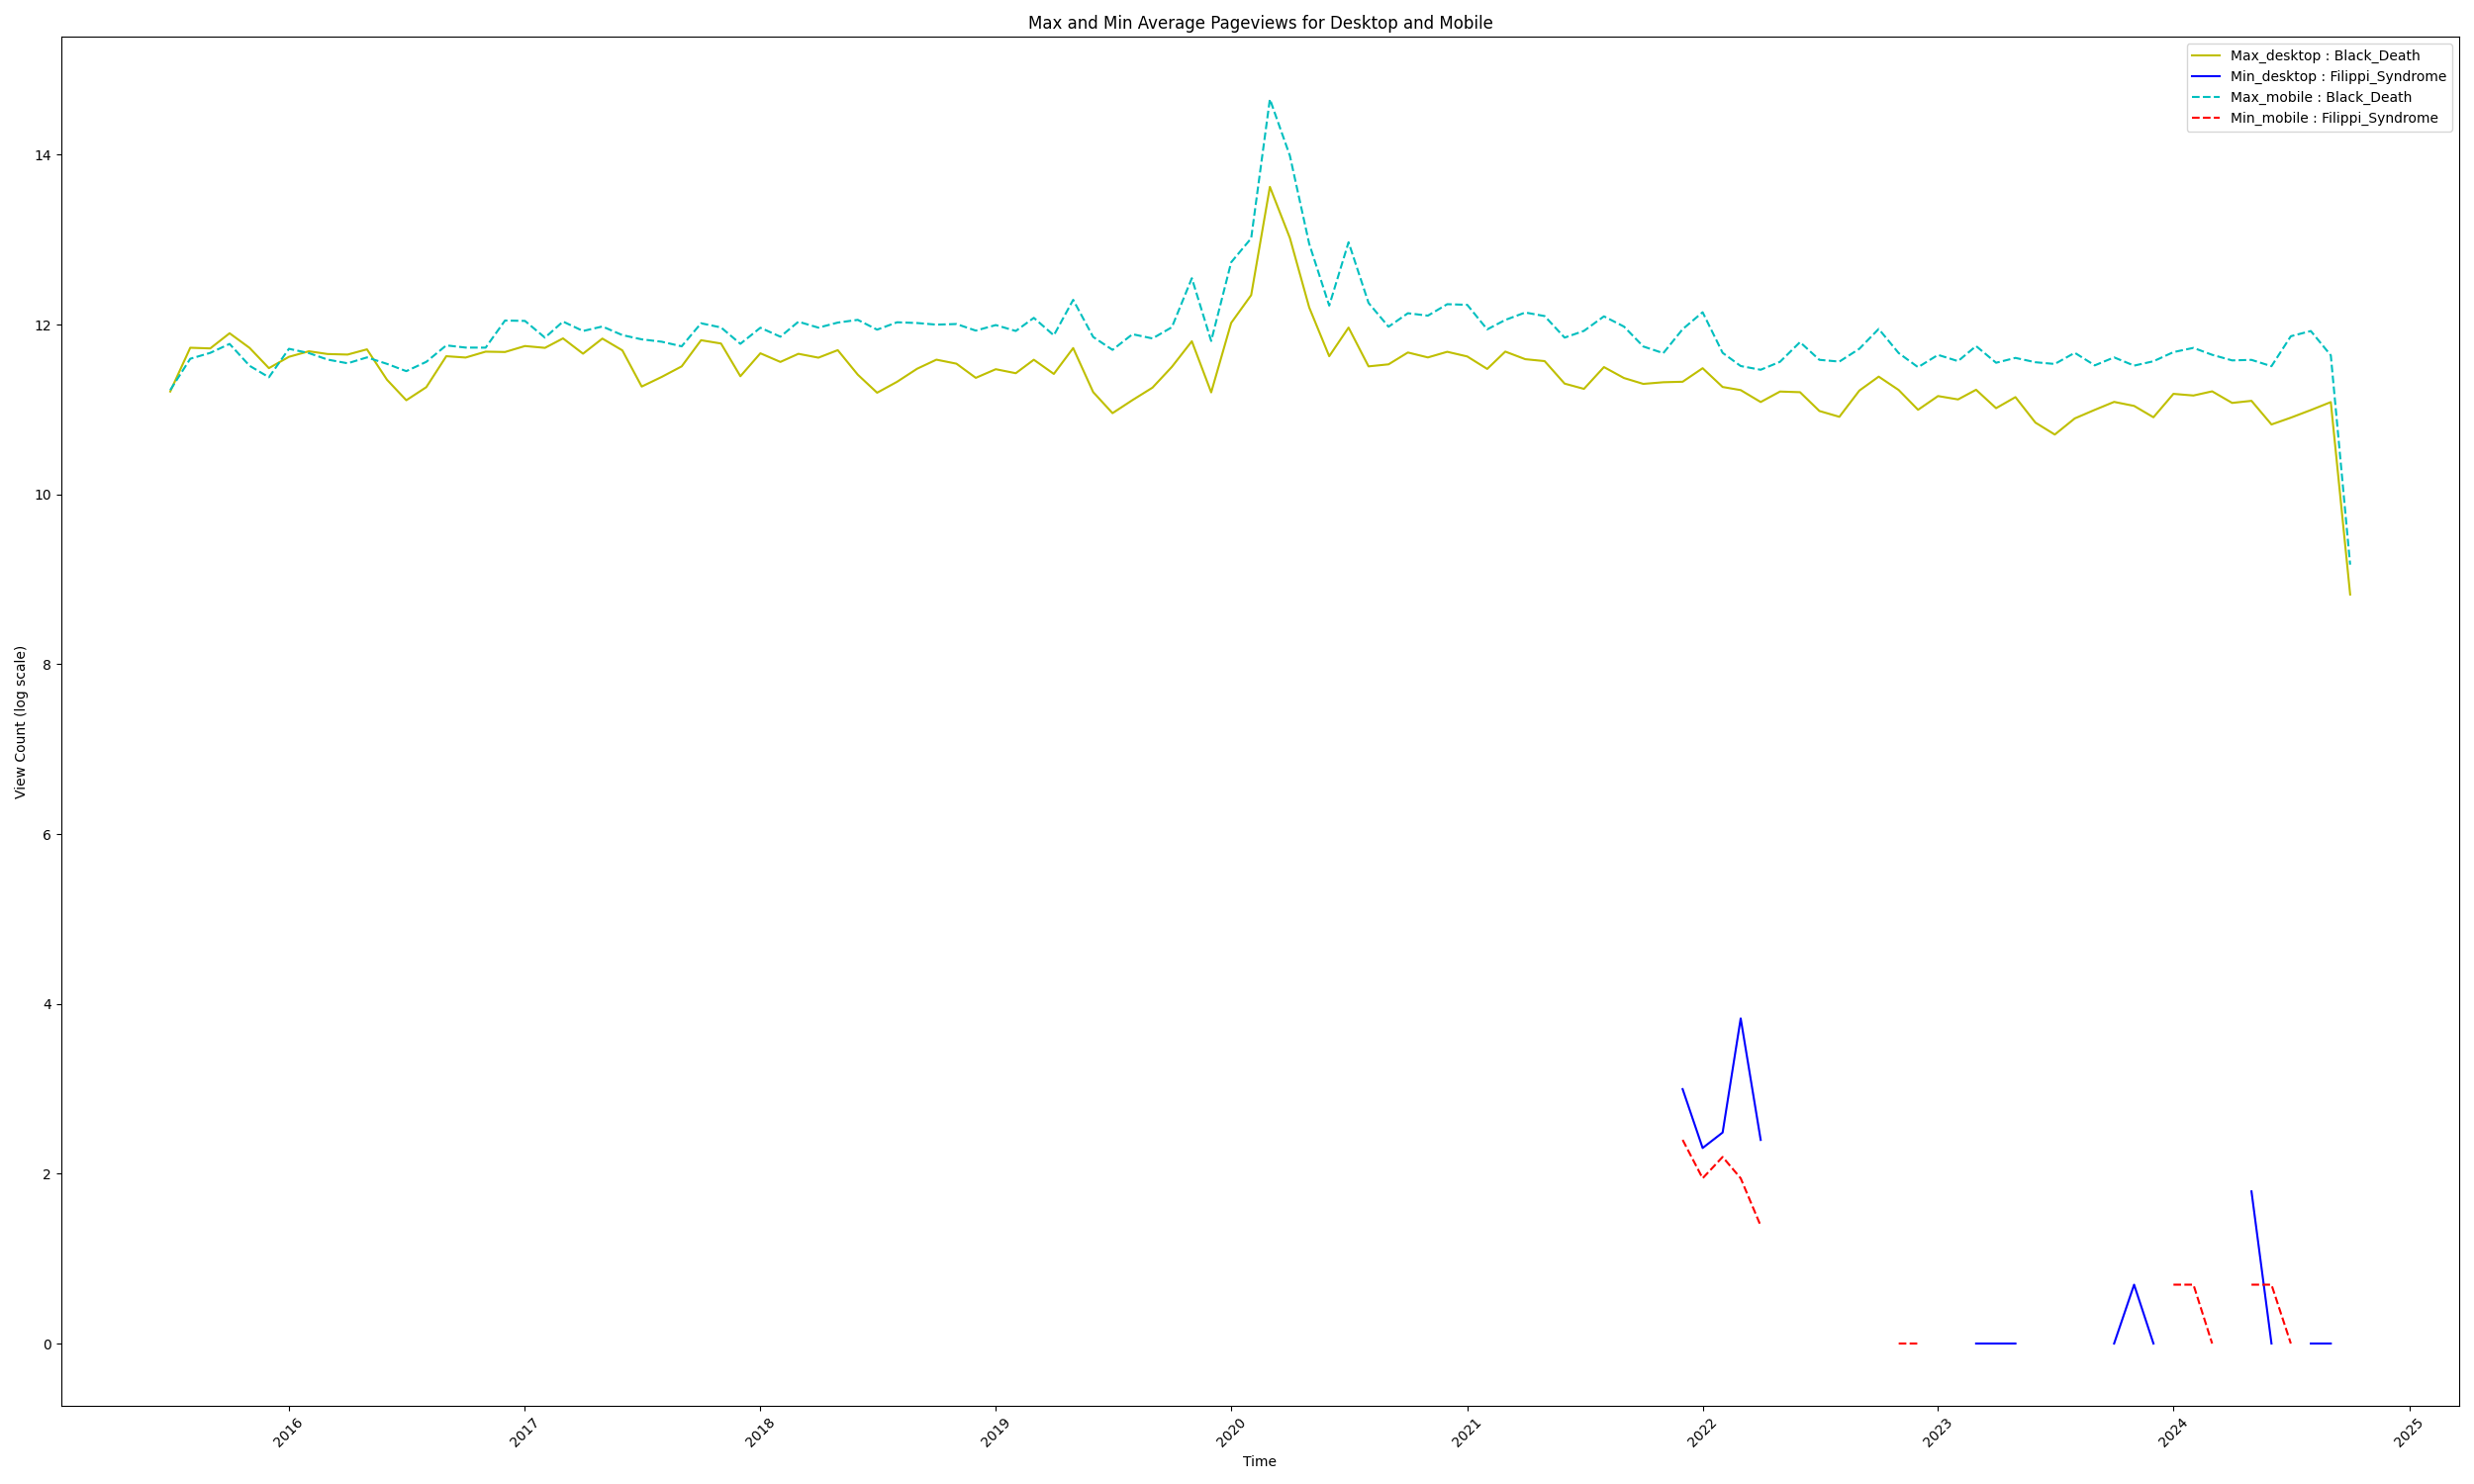 Max and Min Average Pageviews for Desktop and Mobile
Max_desktop : Black_Death
Min_desktop : Filippi_Syndrome
Max_mobile : Black_Death
Min_mobile : Filippi_Syndrome
View Count (log scale)
14
12
10
8
6
4
2
0
2016 2017 2018 2019 2020 2021 2022 2023 2024 2025
Time